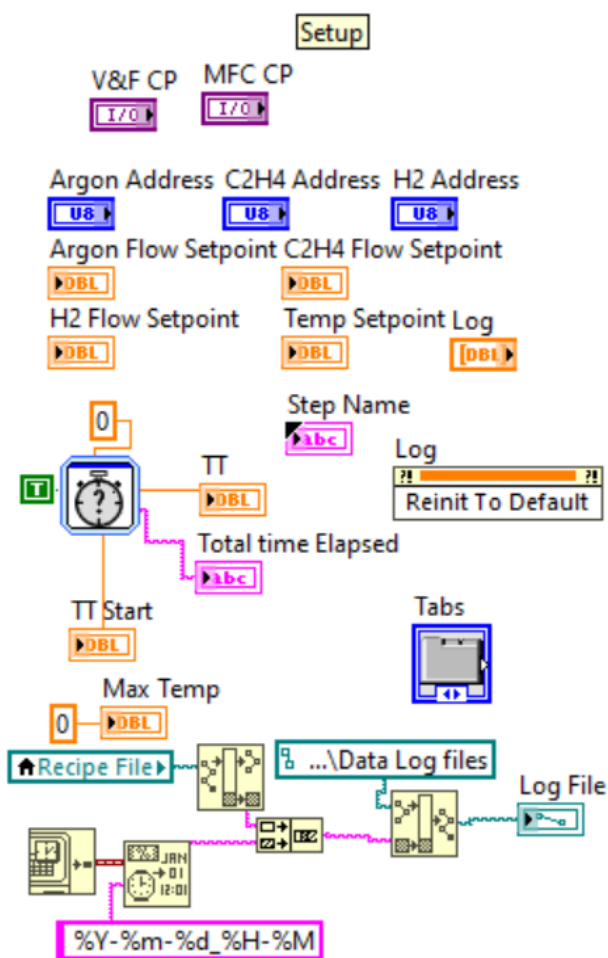 Setup
V&F CP MFC CP
I/O I/O
Argon Address C2H4 Address H2 Address
U8 U8 U8
Argon Flow Setpoint C2H4 Flow Setpoint
DBL DBL
H2 Flow Setpoint Temp Setpoint Log
DBL DBL [DBL]
Step Name
abc
0
Log
?! ?!
Reinit To Default
T ?
TT
DBL
Total time Elapsed
abc
TT Start
DBL
Tabs
Max Temp
0 DBL
Recipe File ...\Data Log files
Log File
JAN
01
12:01
%Y-%m-%d_%H-%M